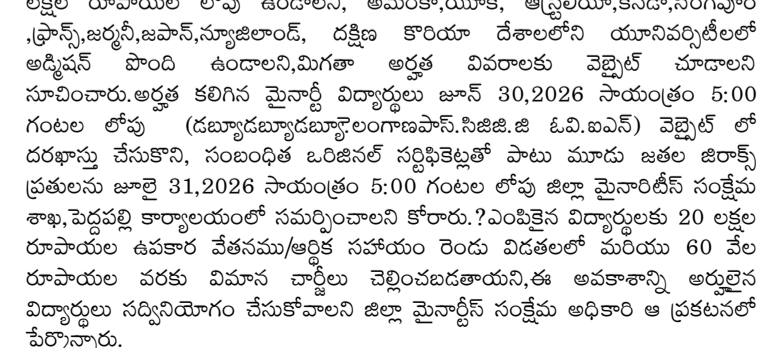 లక్షల రూపాయల లోపు ఉండాలని, అమెరికా,యూకే, ఆస్ట్రేలియా,కెనడా,సింగపూర్
,ఫ్రాన్స్,జర్మనీ,జపాన్,న్యూజిలాండ్, దక్షిణ కొరియా దేశాలలోని యూనివర్సిటీలలో
అడ్మిషన్ పొంది ఉండాలని,మిగతా అర్హత వివరాలకు వెబ్సైట్ చూడాలని
సూచించారు.అర్హత కలిగిన మైనార్టీ విద్యార్థులు జూన్ 30,2026 సాయంత్రం 5:00
గంటల లోపు (డబ్యూడబ్యూడబ్యూ.తెలంగాణపాస్.సిజిజి.జి ఓవి.ఐఎన్) వెబ్సైట్ లో
దరఖాస్తు చేసుకొని, సంబంధిత ఒరిజినల్ సర్టిఫికెట్లతో పాటు మూడు జతల జిరాక్స్
ప్రతులను జూలై 31,2026 సాయంత్రం 5:00 గంటల లోపు జిల్లా మైనారిటీస్ సంక్షేమ
శాఖ,పెద్దపల్లి కార్యాలయంలో సమర్పించాలని కోరారు.?ఎంపికైన విద్యార్థులకు 20 లక్షల
రూపాయల ఉపకార వేతనము/ఆర్థిక సహాయం రెండు విడతలలో మరియు 60 వేల
రూపాయల వరకు విమాన చార్జీలు చెల్లించబడతాయని,ఈ అవకాశాన్ని అర్హులైన
విద్యార్థులు సద్వినియోగం చేసుకోవాలని జిల్లా మైనార్టీస్ సంక్షేమ అధికారి ఆ ప్రకటనలో
పేర్కొన్నారు.